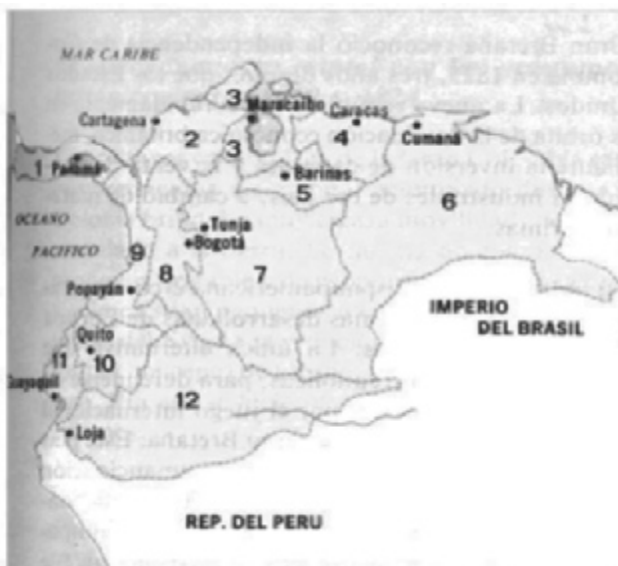 MAR CARIBE
3
Maracaibo
Cartagena
2
3
Caracas
4
Cumaná
1
Panamá
Barinas
5
6
OCEANO
PACIFICO
Tunja
Bogotá
9
8
7
Popayán
IMPERIO
DEL BRASIL
Quito
11
10
Guayaquil
12
Loja
REP. DEL PERU